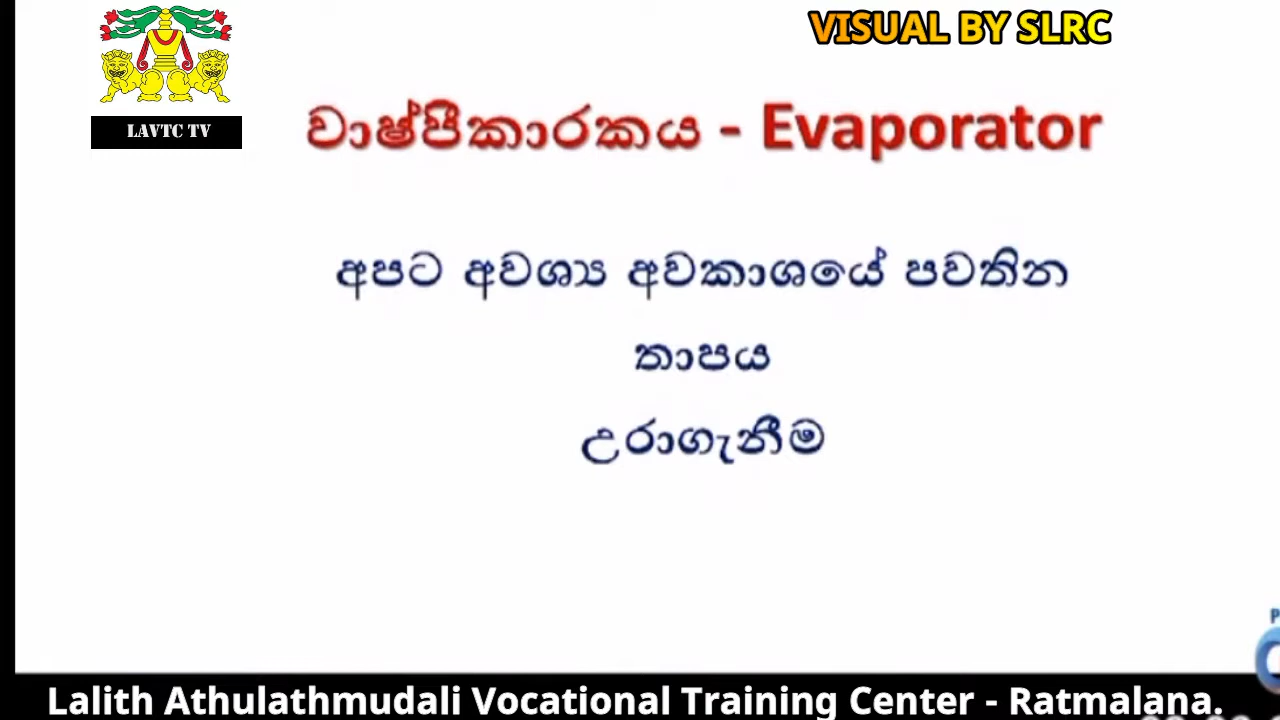 VISUAL BY SLRC
LAVTC TV
වාෂ්පීකාරකය - Evaporator
අපට අවශ්‍ය අවකාශයේ පවතින
තාපය
උරාගැනීම
Lalith Athulathmudali Vocational Training Center - Ratmalana.